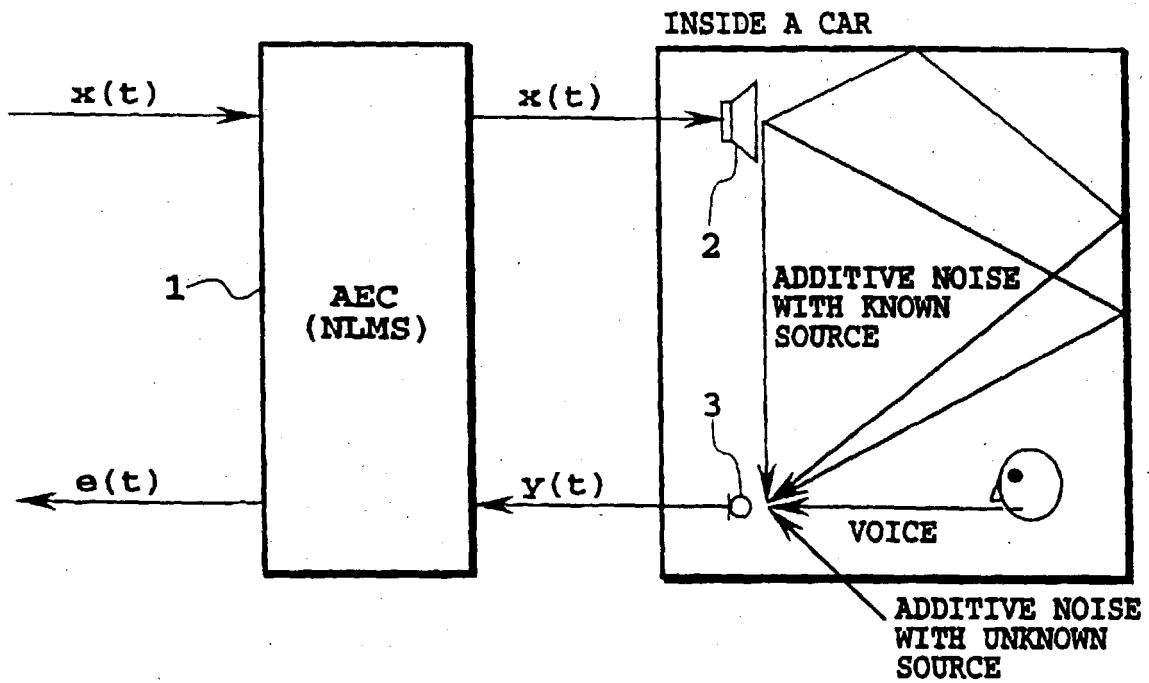 INSIDE A CAR
x(t)
x(t)
2
1
AEC
(NLMS)
ADDITIVE NOISE
WITH KNOWN
SOURCE
3
e(t)
y(t)
VOICE
ADDITIVE NOISE
WITH UNKNOWN
SOURCE